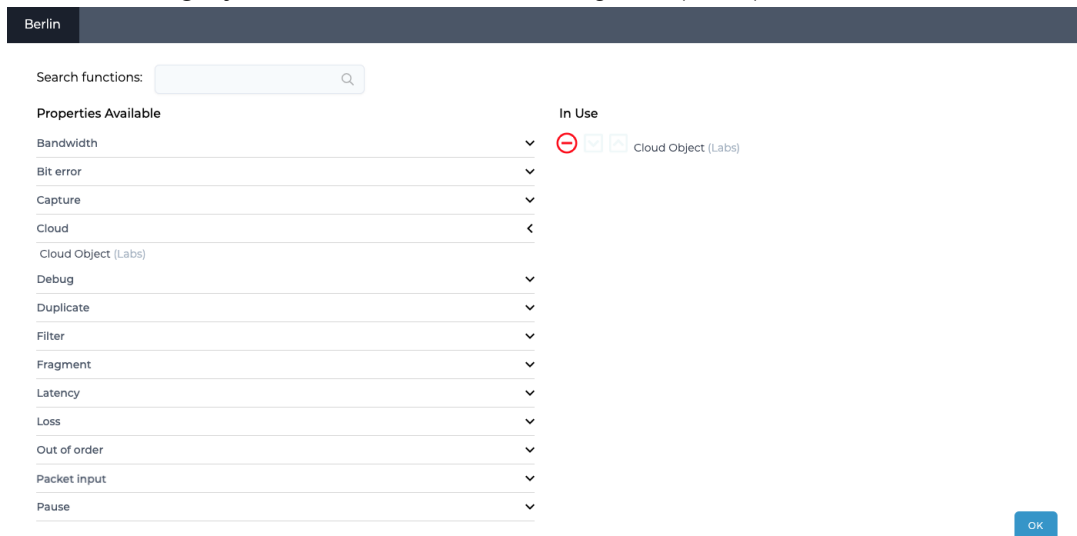 Berlin
Search functions:
Properties Available
Bandwidth
Bit error
Capture
Cloud
Cloud Object (Labs)
Debug
Duplicate
Filter
Fragment
Latency
Loss
Out of order
Packet input
Pause
In Use
Cloud Object (Labs)
OK